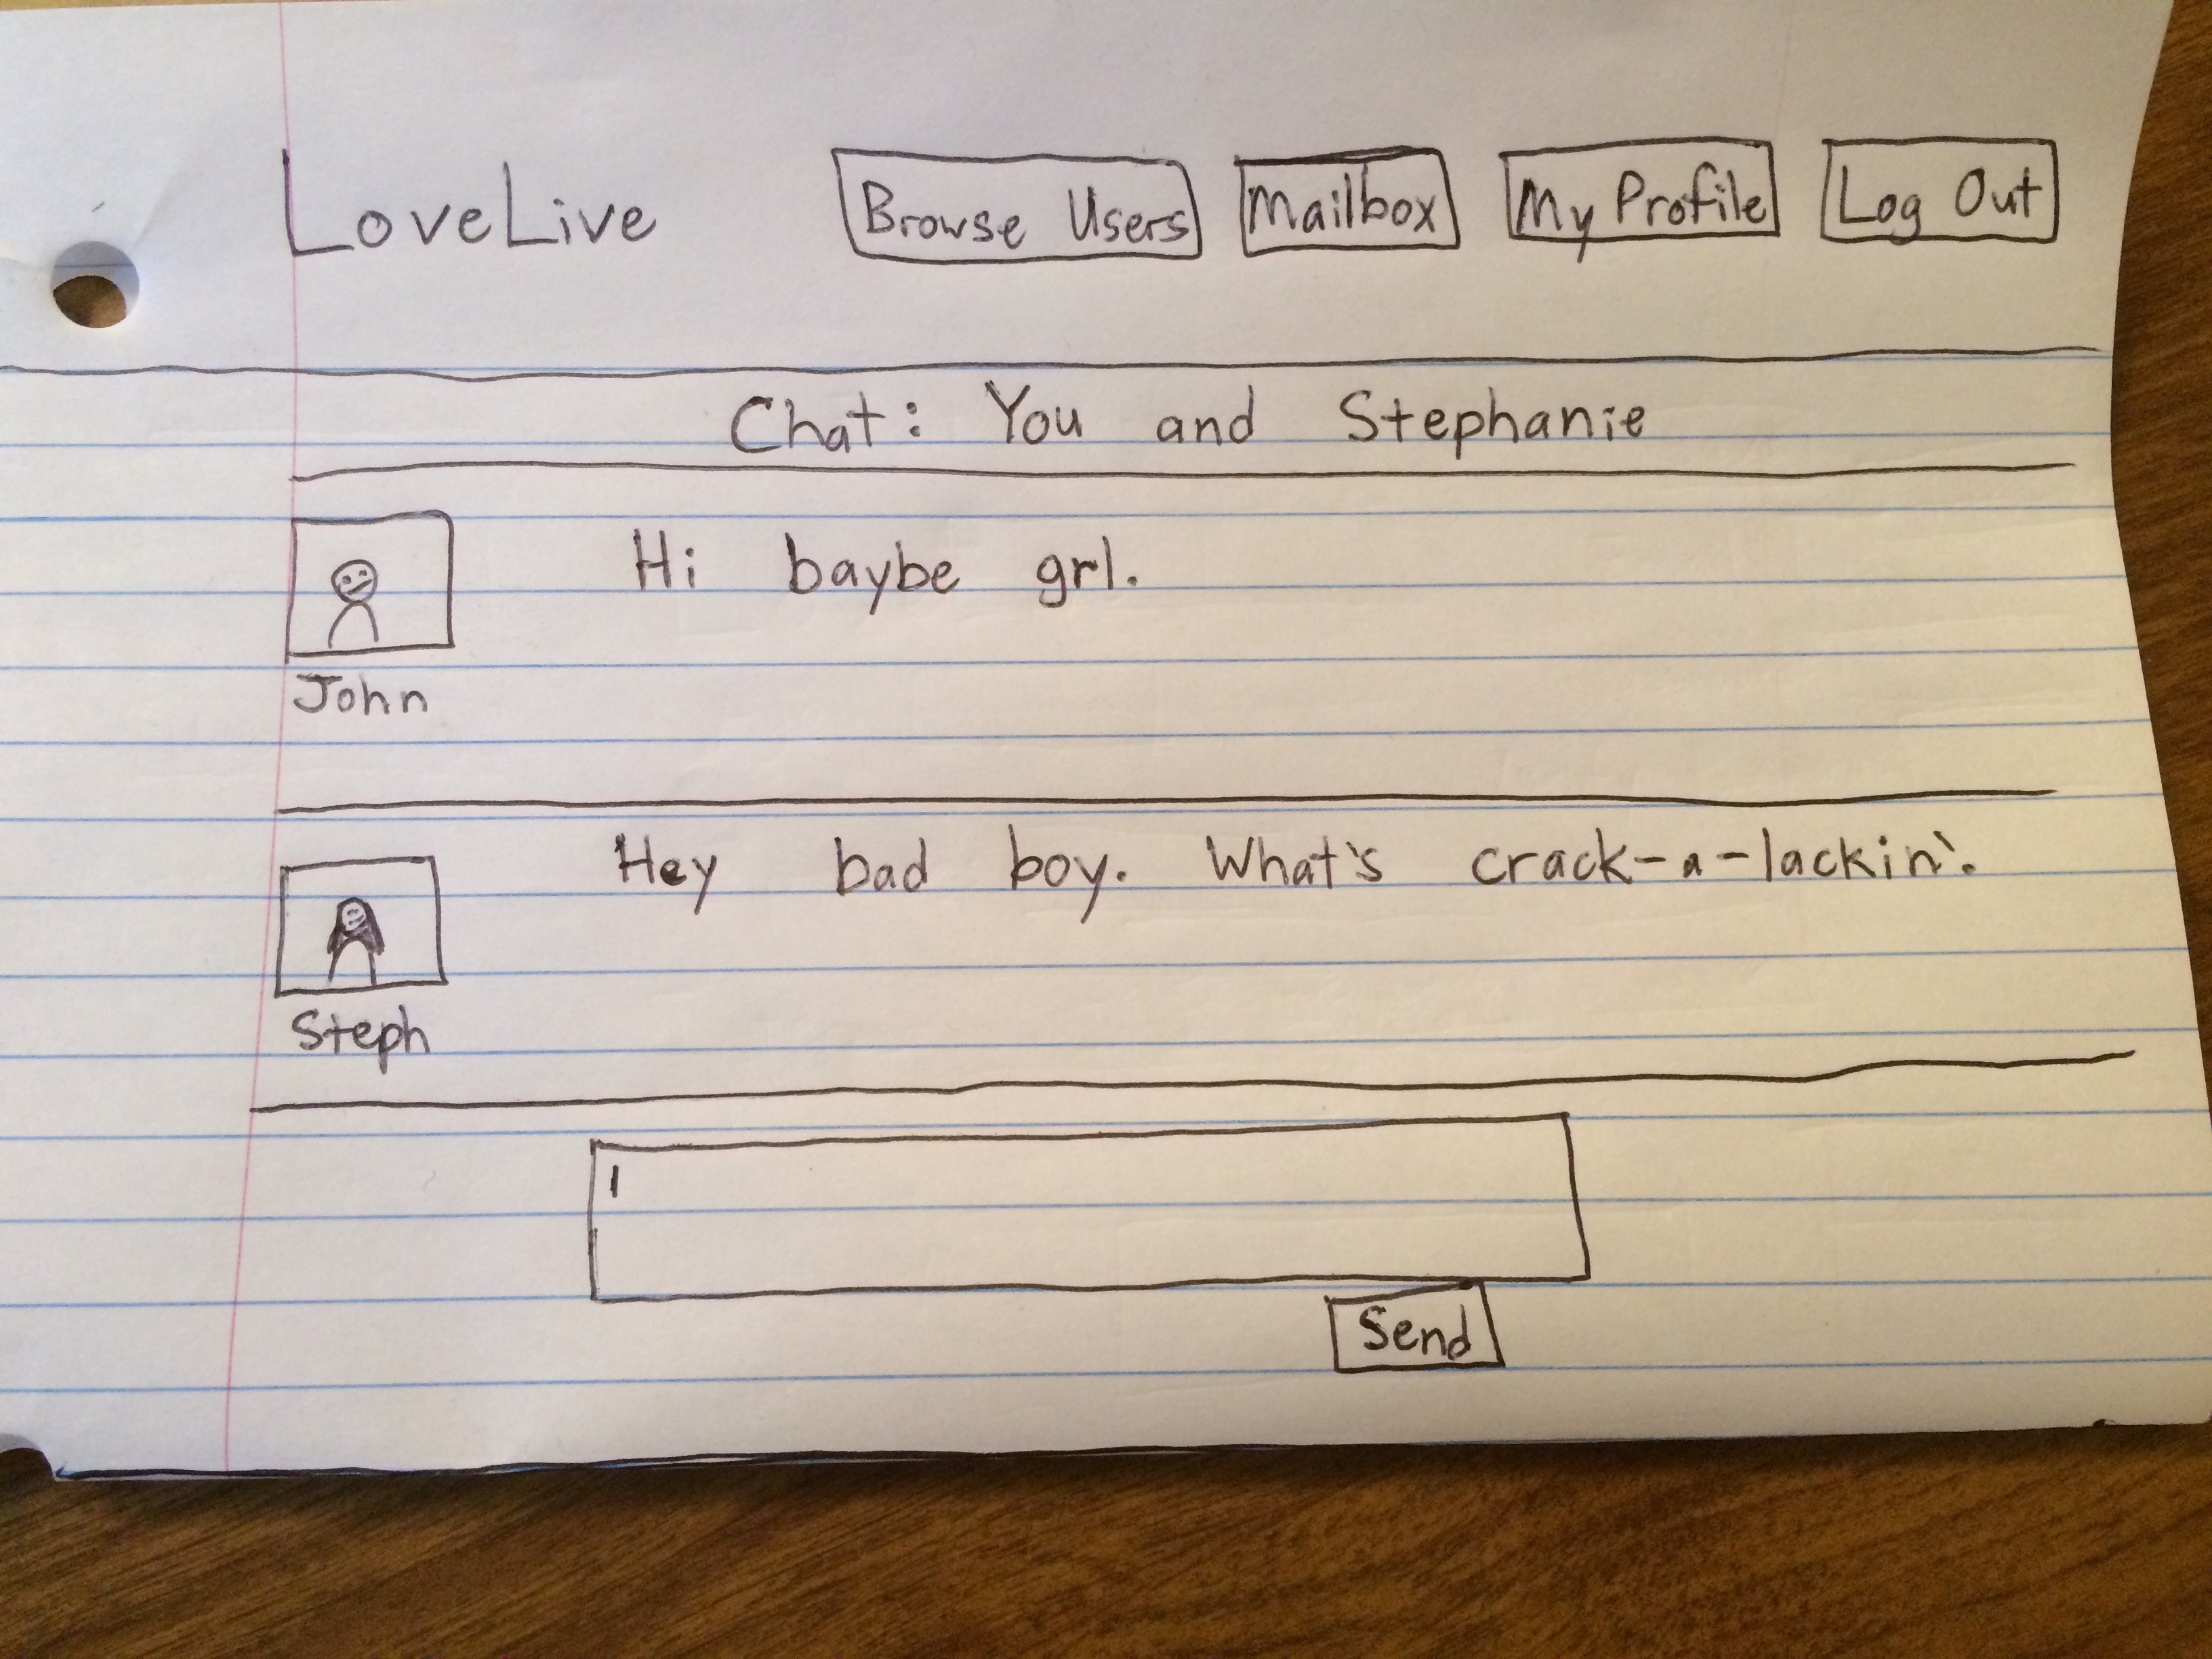 LoveLive Browse Users Mailbox My Profile Log Out
Chat: You and Stephanie
Hi baybe grl.
John
Hey bad boy. What's crack-a-lackin'.
Steph
Send